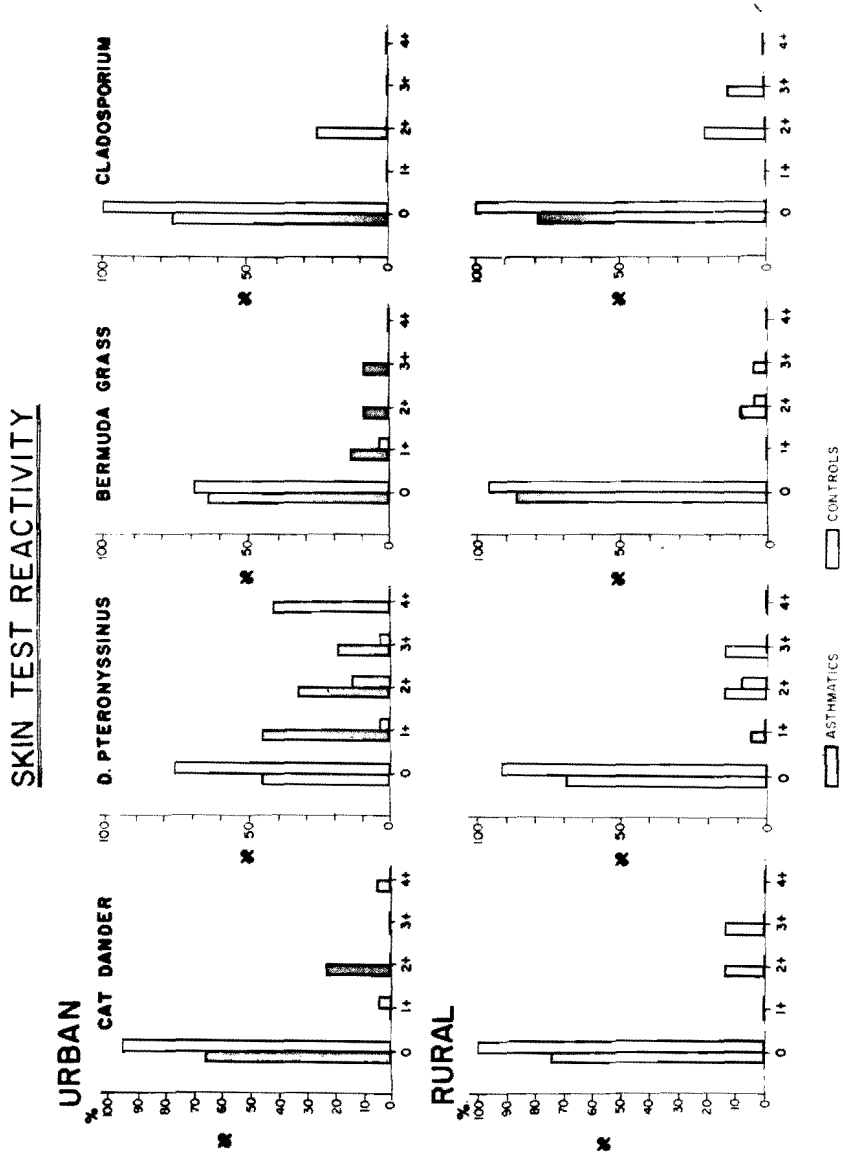 SKIN TEST REACTIVITY
URBAN
CAT DANDER
D. PTERONYSSINUS
BERMUDA GRASS
CLADOSPORIUM
%
100
90
80
70
60
50
40
30
20
10
0
%
0 1+ 2+ 3+ 4+
100
% 50
0
0 1+ 2+ 3+ 4+
100
% 50
0
0 1+ 2+ 3+ 4+
100
% 50
0
0 1+ 2+ 3+ 4+
RURAL
%
100
90
80
70
60
50
40
30
20
10
0
%
0 1+ 2+ 3+ 4+
100
% 50
0
0 1+ 2+ 3+ 4+
100
% 50
0
0 1+ 2+ 3+ 4+
100
% 50
0
0 1+ 2+ 3+ 4+
ASTHMATICS
CONTROLS